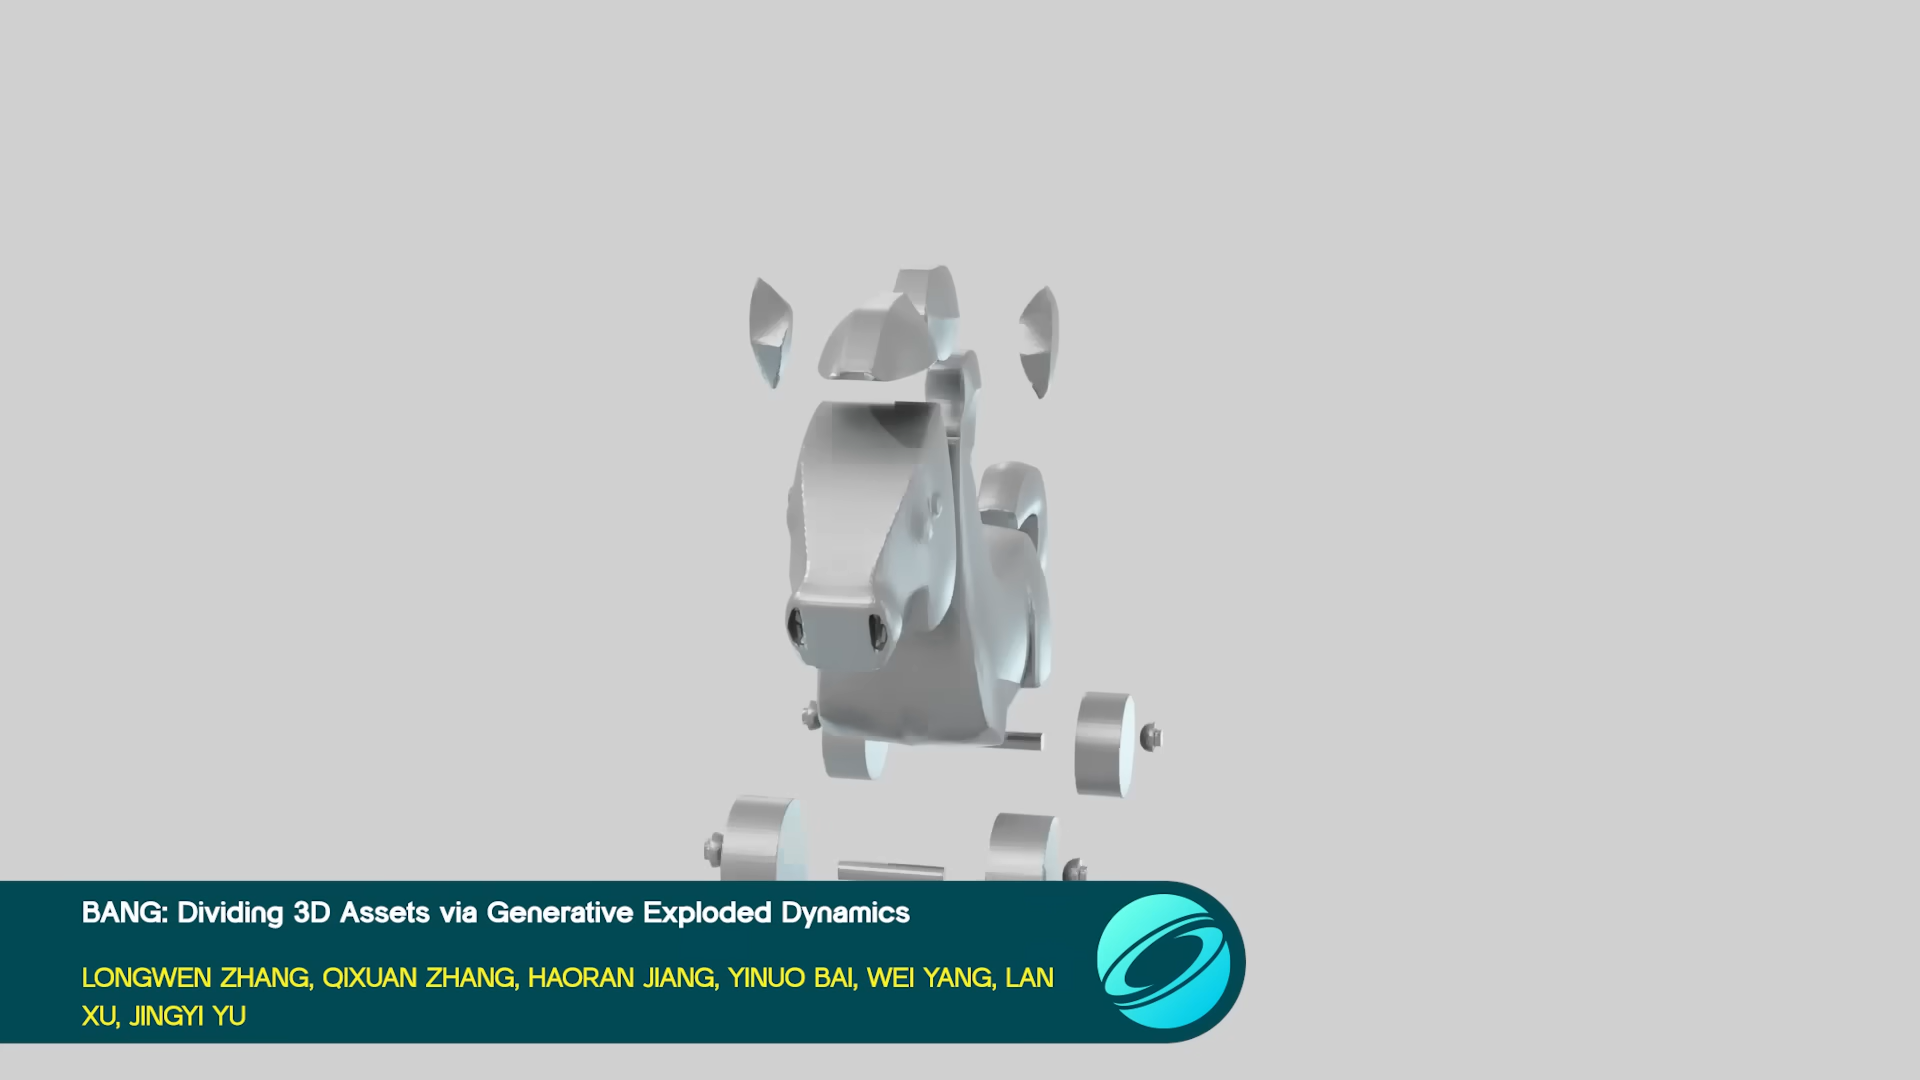 BANG: Dividing 3D Assets via Generative Exploded Dynamics
LONGWEN ZHANG, QIXUAN ZHANG, HAORAN JIANG, YINUO BAI, WEI YANG, LAN
XU, JINGYI YU